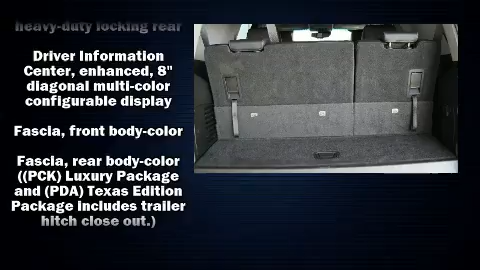 heavy-duty locking rear
Driver Information
Center, enhanced, 8"
diagonal multi-color
configurable display
Fascia, front body-color
Fascia, rear body-color
((PCK) Luxury Package
and (PDA) Texas Edition
Package includes trailer
hitch close out.)